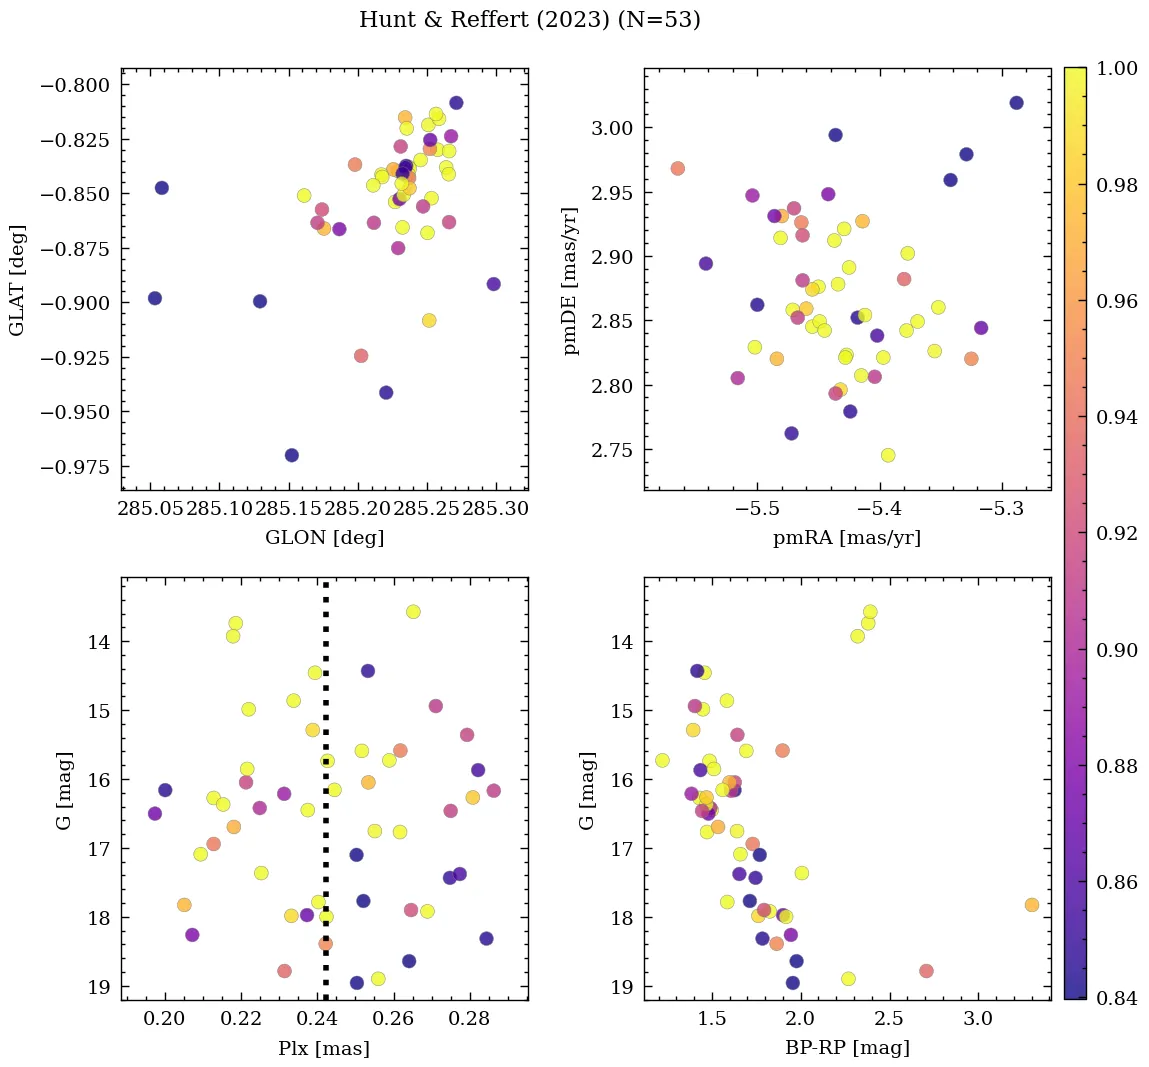 Hunt & Reffert (2023) (N=53)
−0.800
−0.825
−0.850
−0.875
−0.900
−0.925
−0.950
−0.975
GLAT [deg]
285.05 285.10 285.15 285.20 285.25 285.30
GLON [deg]
3.00
2.95
2.90
2.85
2.80
2.75
pmDE [mas/yr]
−5.5 −5.4 −5.3
pmRA [mas/yr]
1.00
0.98
0.96
0.94
0.92
0.90
0.88
0.86
0.84
14
15
16
17
18
19
G [mag]
0.20 0.22 0.24 0.26 0.28
Plx [mas]
14
15
16
17
18
19
G [mag]
1.5 2.0 2.5 3.0
BP-RP [mag]